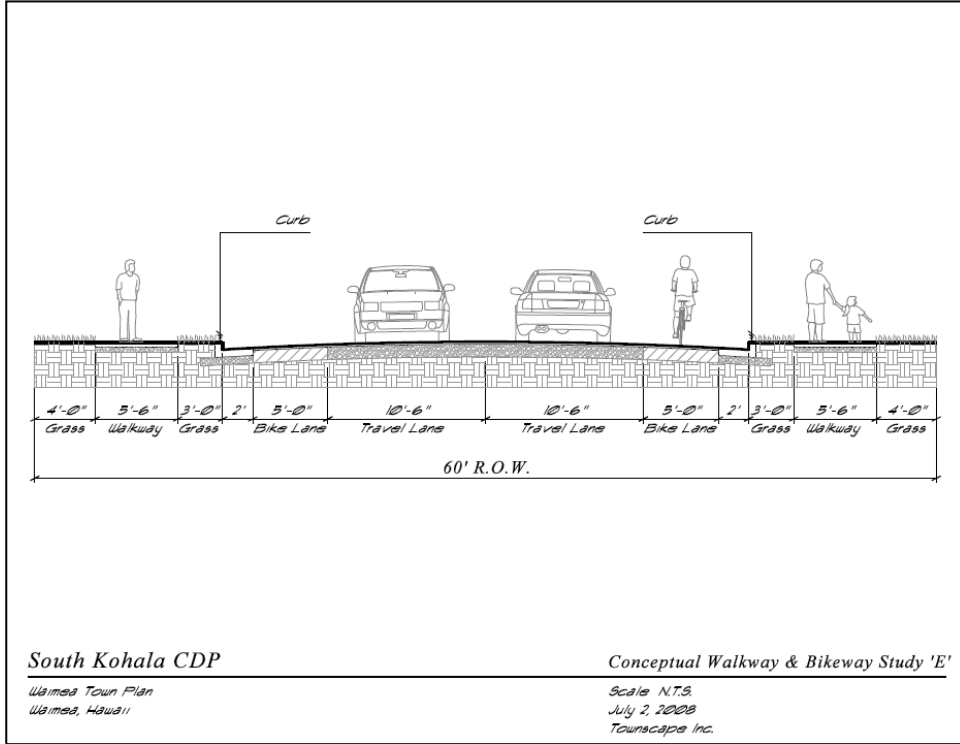 Curb Curb
4'-0" 5'-6" 3'-0" 2' 5'-0" 10'-6" 10'-6" 5'-0" 2' 3'-0" 5'-6" 4'-0"
Grass Walkway Grass Bike Lane Travel Lane Travel Lane Bike Lane Grass Walkway Grass
60' R.O.W.
South Kohala CDP
Waimea Town Plan
Waimea, Hawaii
Conceptual Walkway & Bikeway Study 'E'
Scale N.T.S.
July 2, 2008
Townscape Inc.